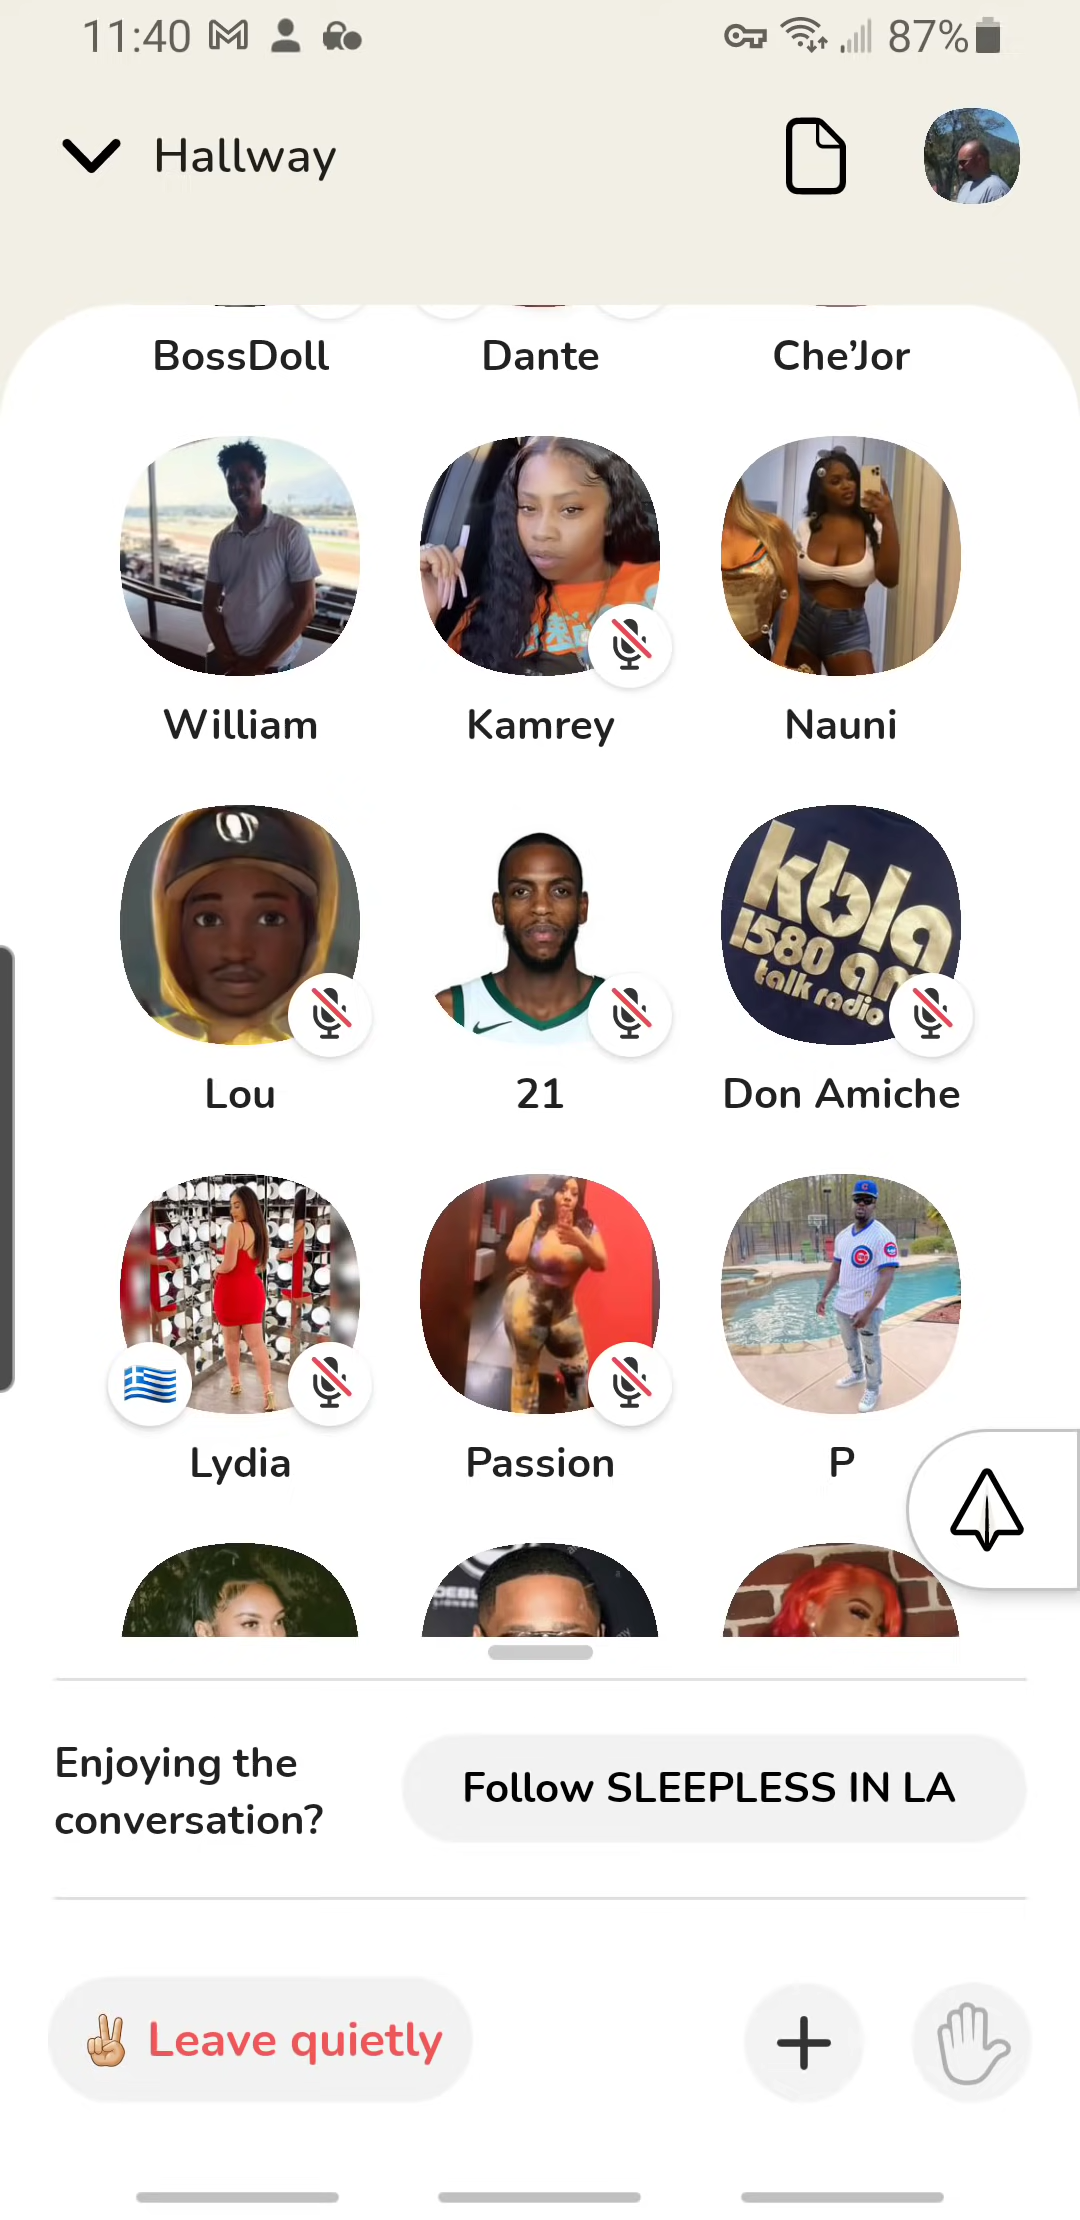 11:40
87%
Hallway
BossDoll
Dante
Che’Jor
William
Kamrey
Nauni
kbla
1580 am
talk radio
Lou
21
Don Amiche
Lydia
Passion
P
Enjoying the
conversation?
Follow SLEEPLESS IN LA
Leave quietly